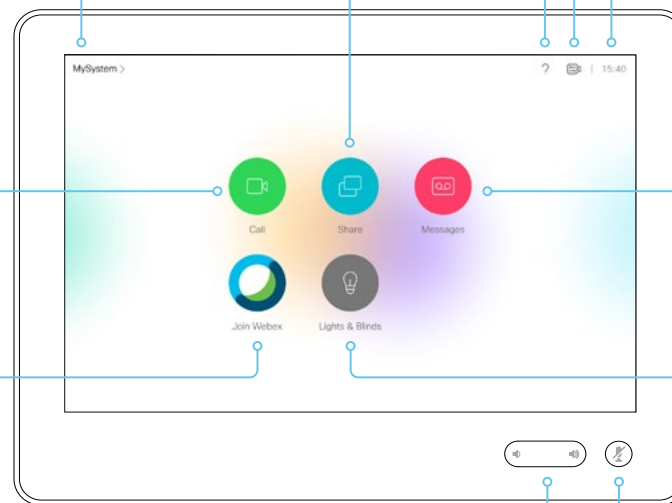 MySystem >
? | 15:40
Call Share Messages
Join Webex Lights & Blinds